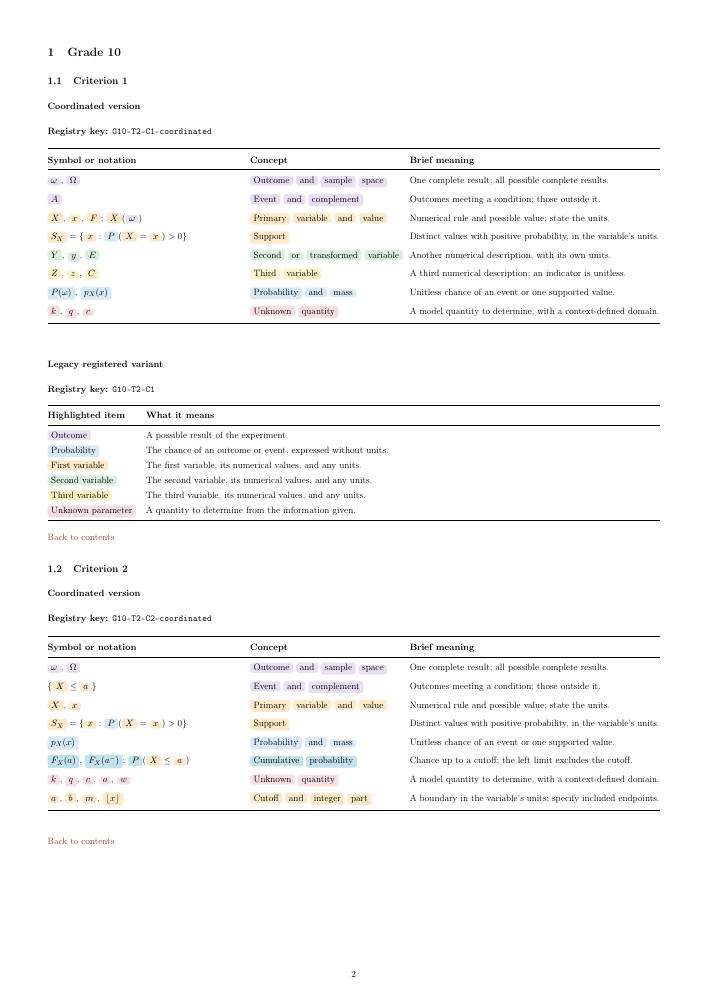 1 Grade 10
1.1 Criterion 1
Coordinated version
Registry key: G10-T2-C1-coordinated
Symbol or notation Concept Brief meaning
ω, Ω Outcome and sample space One complete result; all possible complete results.
A Event and complement Outcomes meeting a condition; those outside it.
X, x, F; X(ω) Primary variable and value Numerical rule and possible value; state the units.
S_X = {x : P(X = x) > 0} Support Distinct values with positive probability, in the variable's units.
Y, y, E Second or transformed variable Another numerical description, with its own units.
Z, z, C Third variable A third numerical description; an indicator is unitless.
P(ω), p_X(x) Probability and mass Unitless chance of an event or one supported value.
k, q, c Unknown quantity A model quantity to determine, with a context-defined domain.
Legacy registered variant
Registry key: G10-T2-C1
Highlighted item What it means
Outcome A possible result of the experiment.
Probability The chance of an outcome or event, expressed without units.
First variable The first variable, its numerical values, and any units.
Second variable The second variable, its numerical values, and any units.
Third variable The third variable, its numerical values, and any units.
Unknown parameter A quantity to determine from the information given.
Back to contents
1.2 Criterion 2
Coordinated version
Registry key: G10-T2-C2-coordinated
Symbol or notation Concept Brief meaning
ω, Ω Outcome and sample space One complete result; all possible complete results.
{X ≤ a} Event and complement Outcomes meeting a condition; those outside it.
X, x Primary variable and value Numerical rule and possible value; state the units.
S_X = {x : P(X = x) > 0} Support Distinct values with positive probability, in the variable's units.
p_X(x) Probability and mass Unitless chance of an event or one supported value.
F_X(a), F_X(a⁻); P(X ≤ a) Cumulative probability Chance up to a cutoff; the left limit excludes the cutoff.
k, q, c, a, w Unknown quantity A model quantity to determine, with a context-defined domain.
a, b, m, ⌊x⌋ Cutoff and integer part A boundary in the variable's units; specify included endpoints.
Back to contents
2